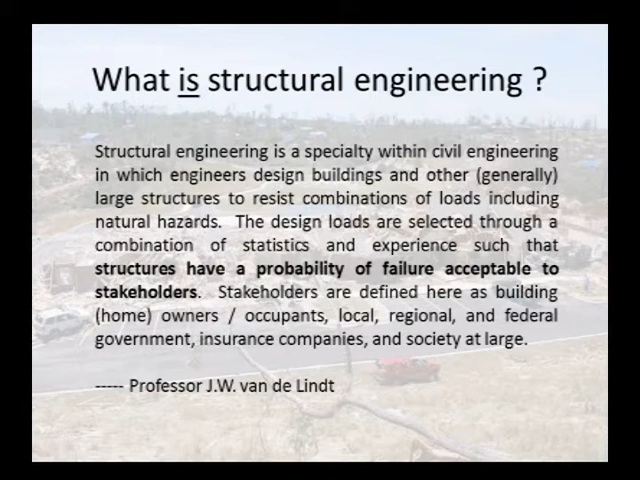 What is structural engineering ?
Structural engineering is a specialty within civil engineering
in which engineers design buildings and other (generally)
large structures to resist combinations of loads including
natural hazards. The design loads are selected through a
combination of statistics and experience such that
structures have a probability of failure acceptable to
stakeholders. Stakeholders are defined here as building
(home) owners / occupants, local, regional, and federal
government, insurance companies, and society at large.
----- Professor J.W. van de Lindt